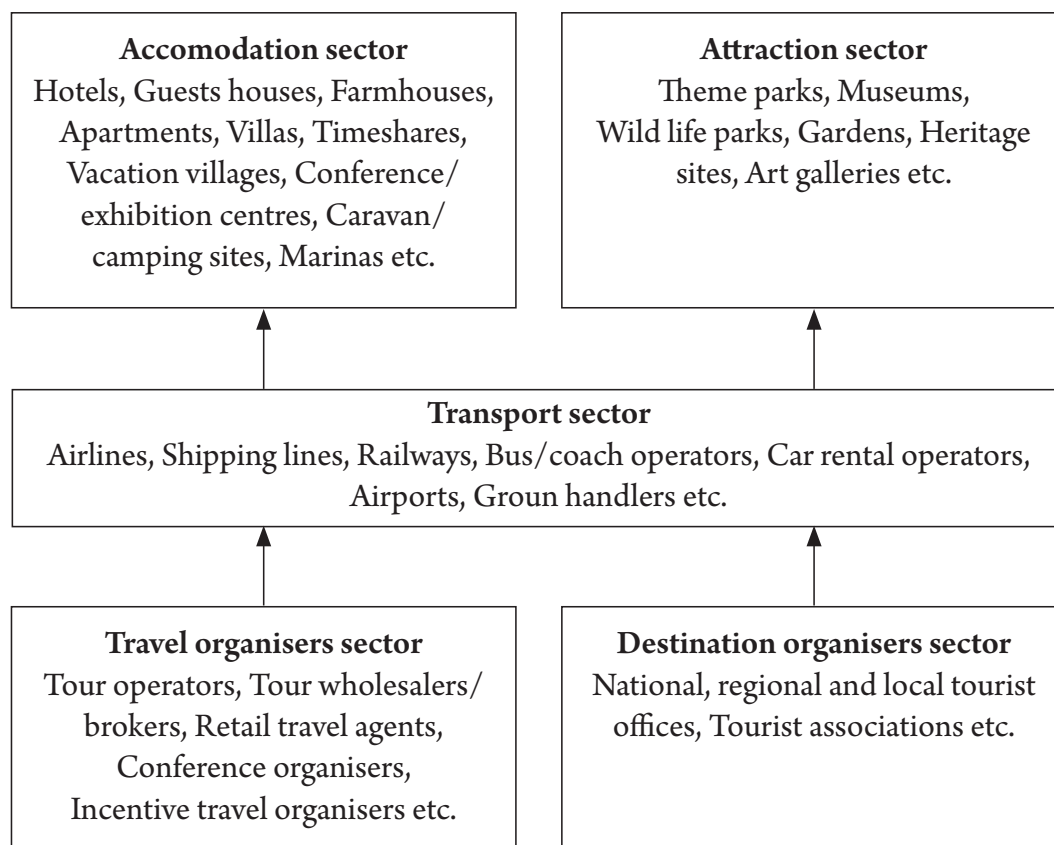 Accomodation sector
Hotels, Guests houses, Farmhouses,
Apartments, Villas, Timeshares,
Vacation villages, Conference/
exhibition centres, Caravan/
camping sites, Marinas etc.
Attraction sector
Theme parks, Museums,
Wild life parks, Gardens, Heritage
sites, Art galleries etc.
Transport sector
Airlines, Shipping lines, Railways, Bus/coach operators, Car rental operators,
Airports, Groun handlers etc.
Travel organisers sector
Tour operators, Tour wholesalers/
brokers, Retail travel agents,
Conference organisers,
Incentive travel organisers etc.
Destination organisers sector
National, regional and local tourist
offices, Tourist associations etc.